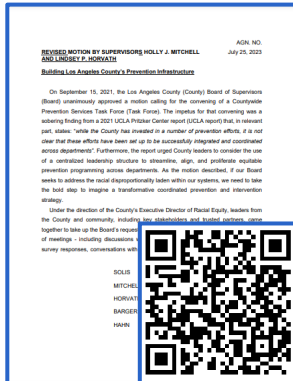 AGN. NO.
REVISED MOTION BY SUPERVISORS HOLLY J. MITCHELL July 25, 2023
AND LINDSEY P. HORVATH
Building Los Angeles County's Prevention Infrastructure
On September 15, 2021, the Los Angeles County (County) Board of Supervisors
(Board) unanimously approved a motion calling for the convening of a Countywide
Prevention Services Task Force (Task Force). The impetus for that convening was a
sobering finding from a 2021 UCLA Pritzker Center report (UCLA report) that, in relevant
part, states: "while the County has invested in a number of prevention efforts, it is not
clear that these efforts have been set up to be successfully integrated and coordinated
across departments". Furthermore, the report urged County leaders to consider the use
of a centralized leadership structure to streamline, align, and proliferate equitable
prevention programming across departments. As the motion described, if our Board
seeks to address the racial disproportionality laden within our systems, we need to take
the bold step to imagine a transformative coordinated prevention and intervention
strategy.
Under the direction of the County's Executive Director of Racial Equity, leaders from
the County and community, including key stakeholders and trusted partners, came
together to take up the Board's reques
of meetings - including discussions
survey responses, conversations with
SOLIS
MITCHEL
HORVAT
BARGER
HAHN